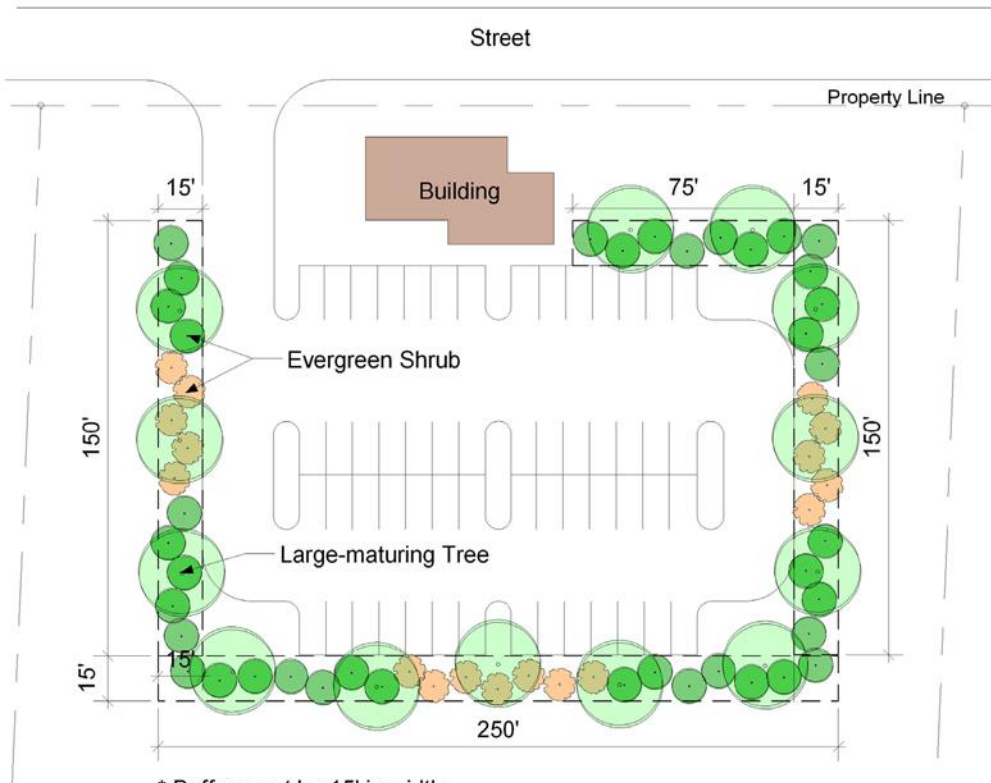 Street
Property Line
15'
Building
75'
15'
150'
Evergreen Shrub
150'
Large-maturing Tree
15'
15'
250'